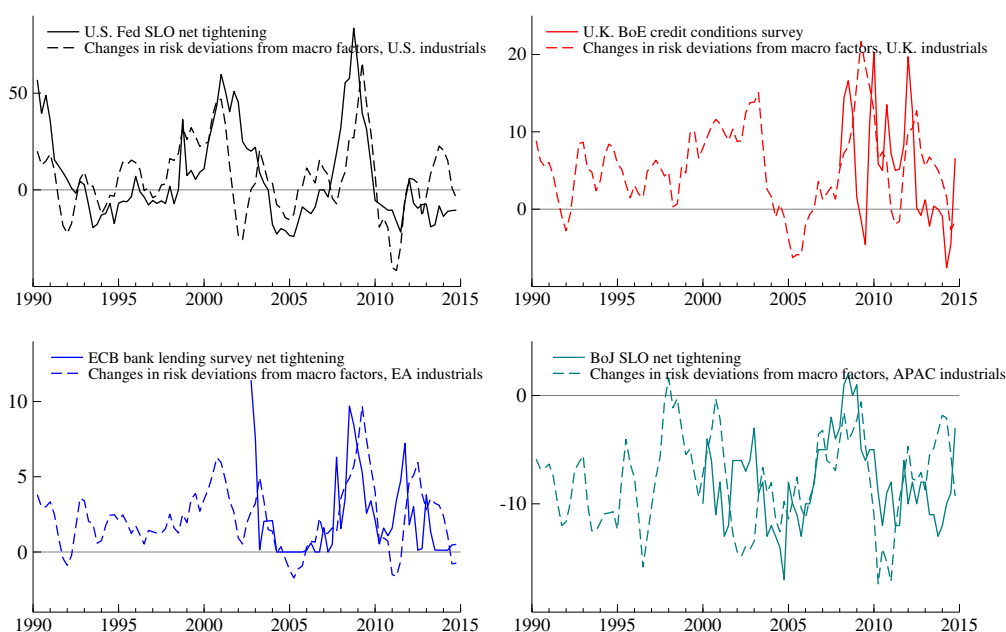 U.S. Fed SLO net tightening
Changes in risk deviations from macro factors, U.S. industrials
50
0
1990 1995 2000 2005 2010 2015
U.K. BoE credit conditions survey
Changes in risk deviations from macro factors, U.K. industrials
20
10
0
1990 1995 2000 2005 2010 2015
ECB bank lending survey net tightening
Changes in risk deviations from macro factors, EA industrials
10
5
0
1990 1995 2000 2005 2010 2015
BoJ SLO net tightening
Changes in risk deviations from macro factors, APAC industrials
0
-10
-20
1990 1995 2000 2005 2010 2015